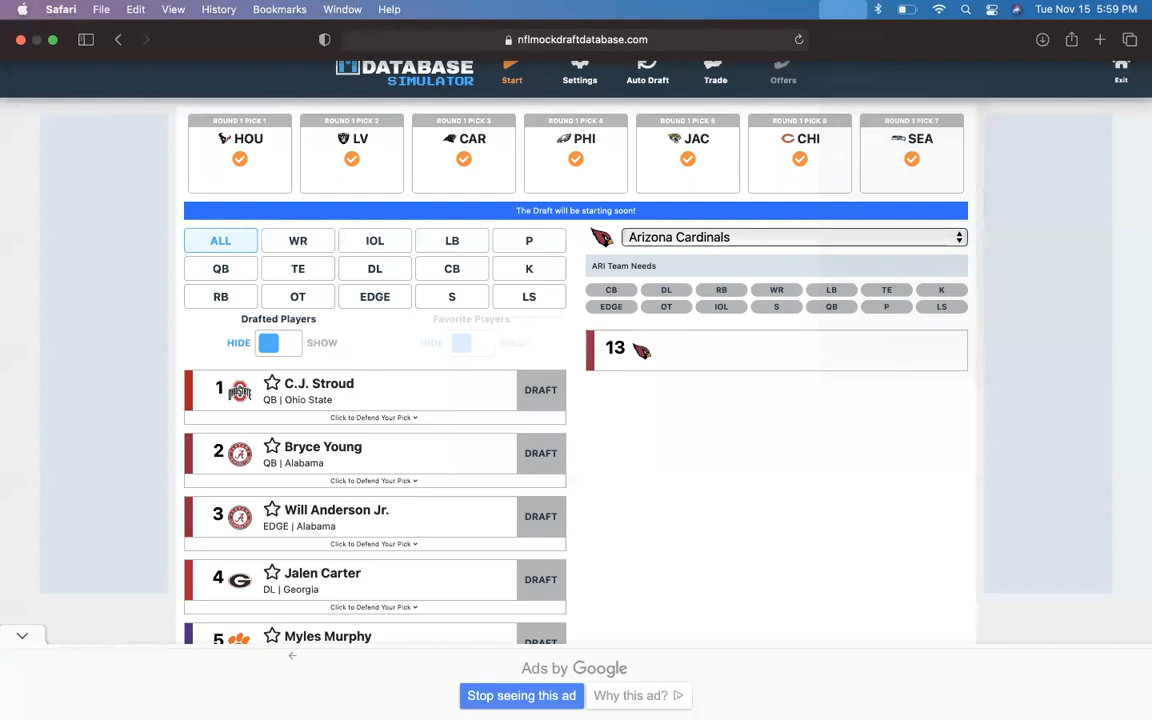 Safari File Edit View History Bookmarks Window Help Tue Nov 15 5:59 PM
nflmockdraftdatabase.com
DATABASE
SIMULATOR
Start Settings Auto Draft Trade Offers Exit
ROUND 1 PICK 1 ROUND 1 PICK 2 ROUND 1 PICK 3 ROUND 1 PICK 4 ROUND 1 PICK 5 ROUND 1 PICK 6 ROUND 1 PICK 7
HOU LV CAR PHI JAC CHI SEA
The Draft will be starting soon!
ALL WR IOL LB P
QB TE DL CB K
RB OT EDGE S LS
Drafted Players Favorite Players
HIDE SHOW HIDE SHOW
1 C.J. Stroud
QB | Ohio State
DRAFT
Click to Defend Your Pick
2 Bryce Young
QB | Alabama
DRAFT
Click to Defend Your Pick
3 Will Anderson Jr.
EDGE | Alabama
DRAFT
Click to Defend Your Pick
4 Jalen Carter
DL | Georgia
DRAFT
Click to Defend Your Pick
5 Myles Murphy
DRAFT
Arizona Cardinals
ARI Team Needs
CB DL RB WR LB TE K
EDGE OT IOL S QB P LS
13
Ads by Google
Stop seeing this ad Why this ad?